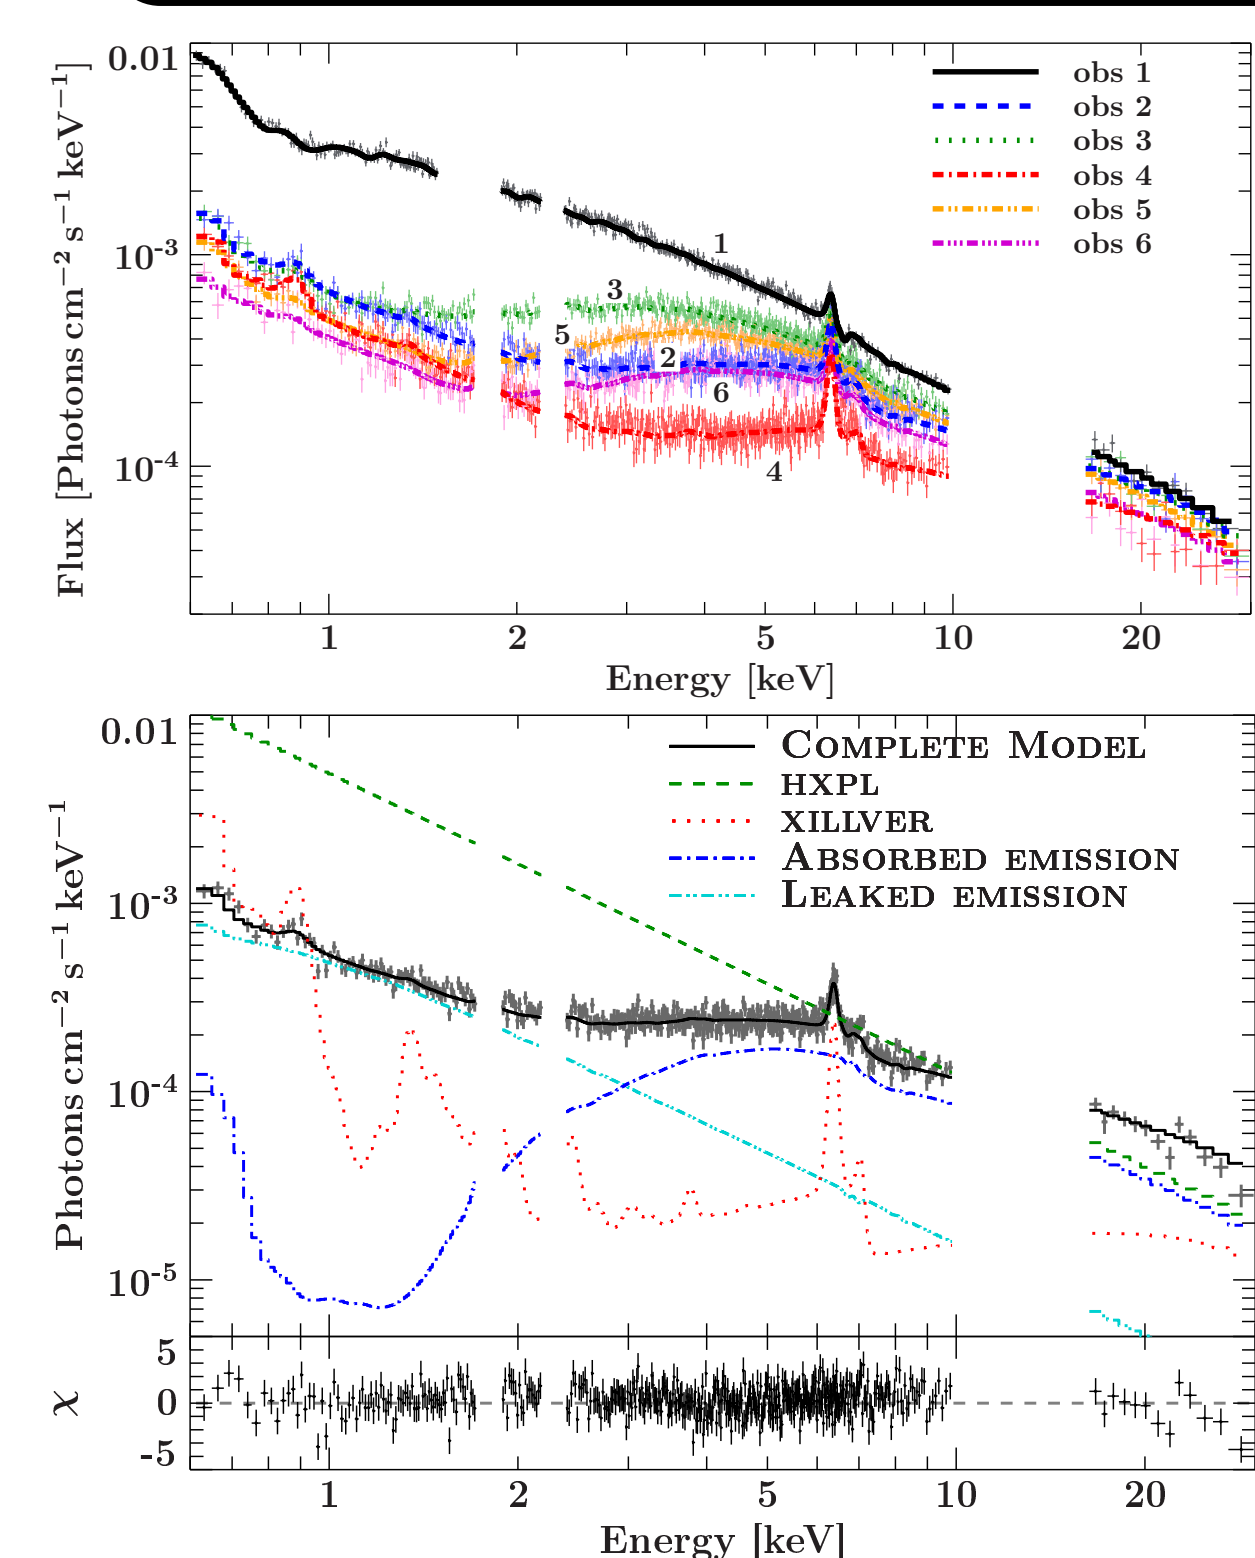 0.01
10-3
10-4
Flux [Photons cm−2 s−1 keV−1]
obs 1
obs 2
obs 3
obs 4
obs 5
obs 6
1
3
5
2
6
4
1 2 5 10 20
Energy [keV]
0.01
10-3
10-4
10-5
Photons cm−2 s−1 keV−1
Complete Model
HXPL
XILLVER
Absorbed emission
Leaked emission
5
0
-5
χ
1 2 5 10 20
Energy [keV]